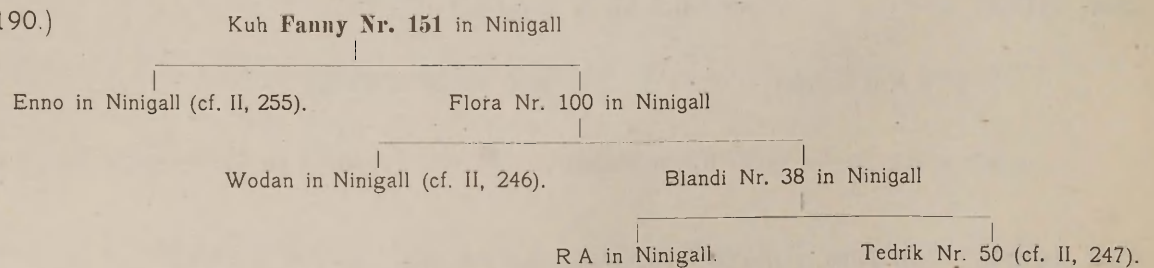 190.)
Kuh Fanny Nr. 151 in Ninigall
Enno in Ninigall (cf. II, 255). Flora Nr. 100 in Ninigall
Wodan in Ninigall (cf. II, 246). Blandi Nr. 38 in Ninigall
R A in Ninigall. Tedrik Nr. 50 (cf. II, 247).